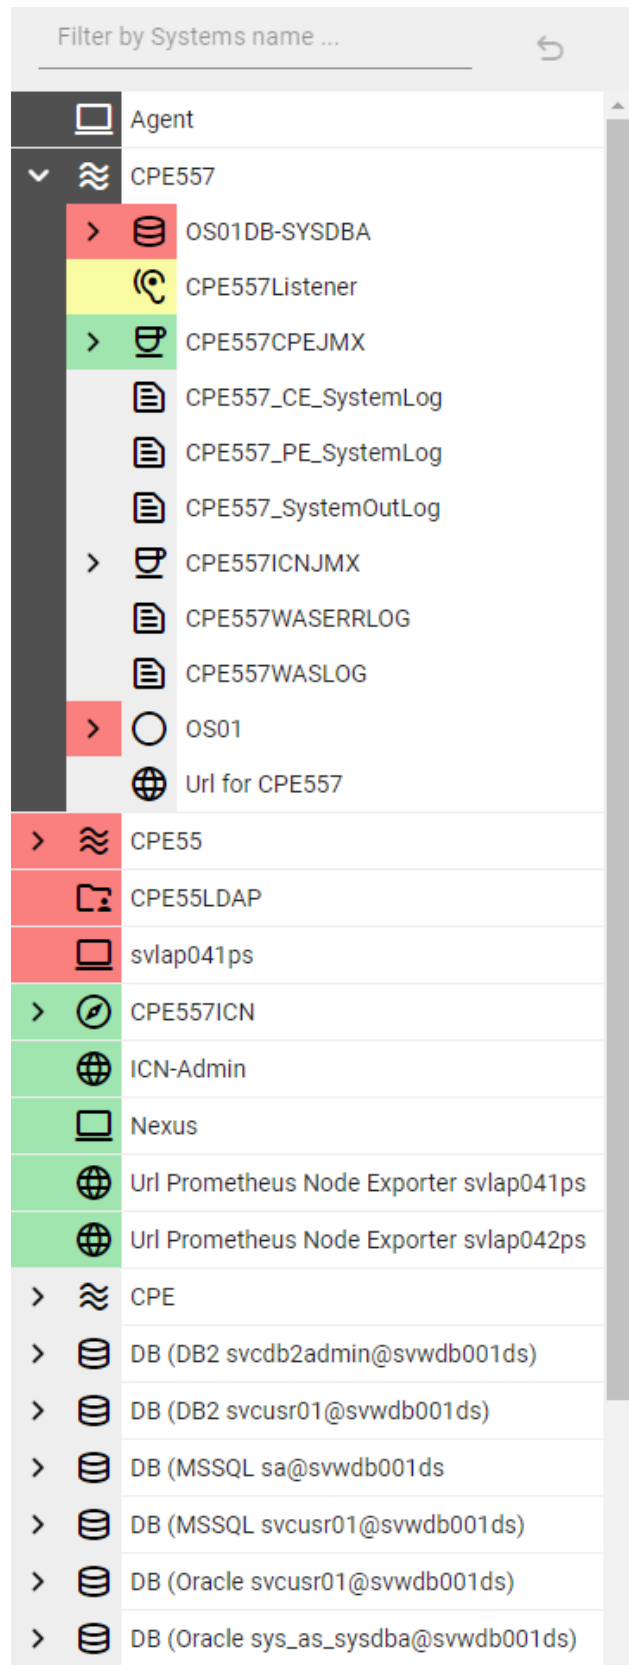 Filter by Systems name ...
Agent
CPE557
OS01DB-SYSDBA
CPE557Listener
CPE557CPEJMX
CPE557_CE_SystemLog
CPE557_PE_SystemLog
CPE557_SystemOutLog
CPE557ICNJMX
CPE557WASERRLOG
CPE557WASLOG
OS01
Url for CPE557
CPE55
CPE55LDAP
svlap041ps
CPE557ICN
ICN-Admin
Nexus
Url Prometheus Node Exporter svlap041ps
Url Prometheus Node Exporter svlap042ps
CPE
DB (DB2 svcdb2admin@svwdb001ds)
DB (DB2 svcusr01@svwdb001ds)
DB (MSSQL sa@svwdb001ds
DB (MSSQL svcusr01@svwdb001ds)
DB (Oracle svcusr01@svwdb001ds)
DB (Oracle sys_as_sysdba@svwdb001ds)